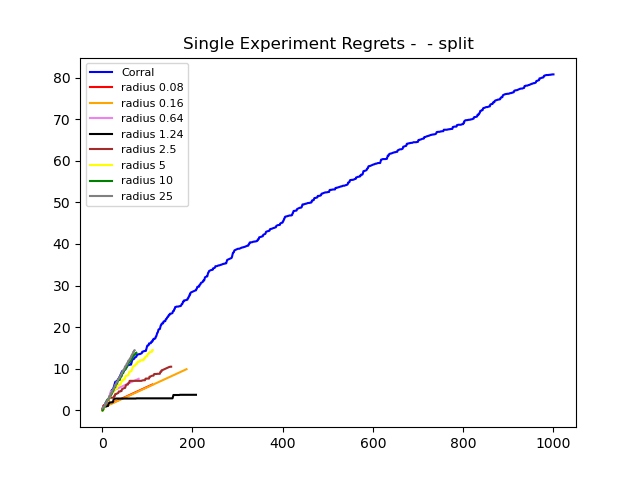 Single Experiment Regrets -  - split
80
70
60
50
40
30
20
10
0
Corral
radius 0.08
radius 0.16
radius 0.64
radius 1.24
radius 2.5
radius 5
radius 10
radius 25
0 200 400 600 800 1000